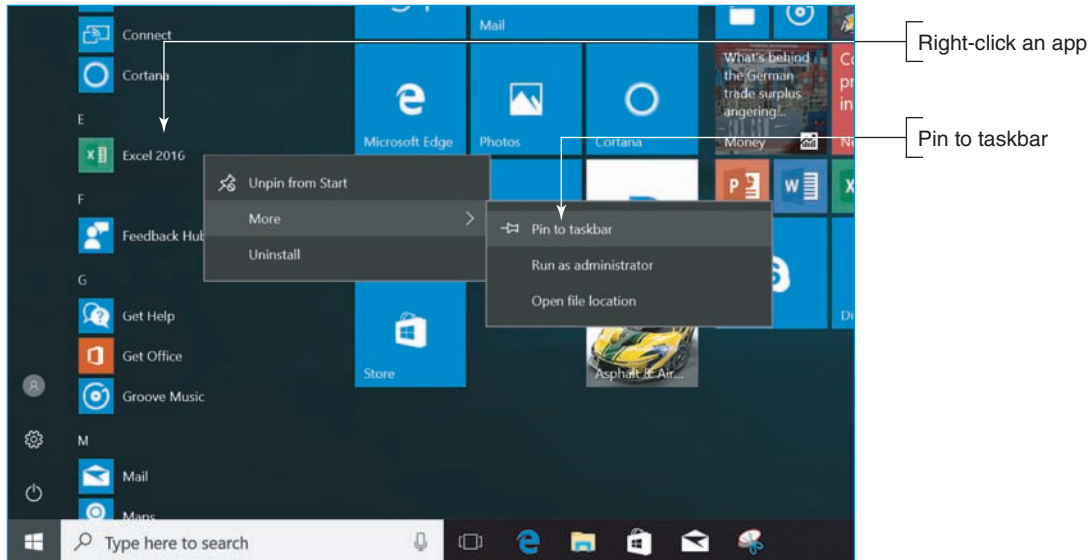 Connect
Cortana
E
Excel 2016
F
Feedback Hub
G
Get Help
Get Office
Groove Music
M
Mail
Maps
Type here to search
Unpin from Start
More
Uninstall
Pin to taskbar
Run as administrator
Open file location
Mail
Microsoft Edge
Photos
Cortana
What's behind
the German
trade surplus
angering...
Money
Store
Asphalt 8: Air...
Right-click an app
Pin to taskbar